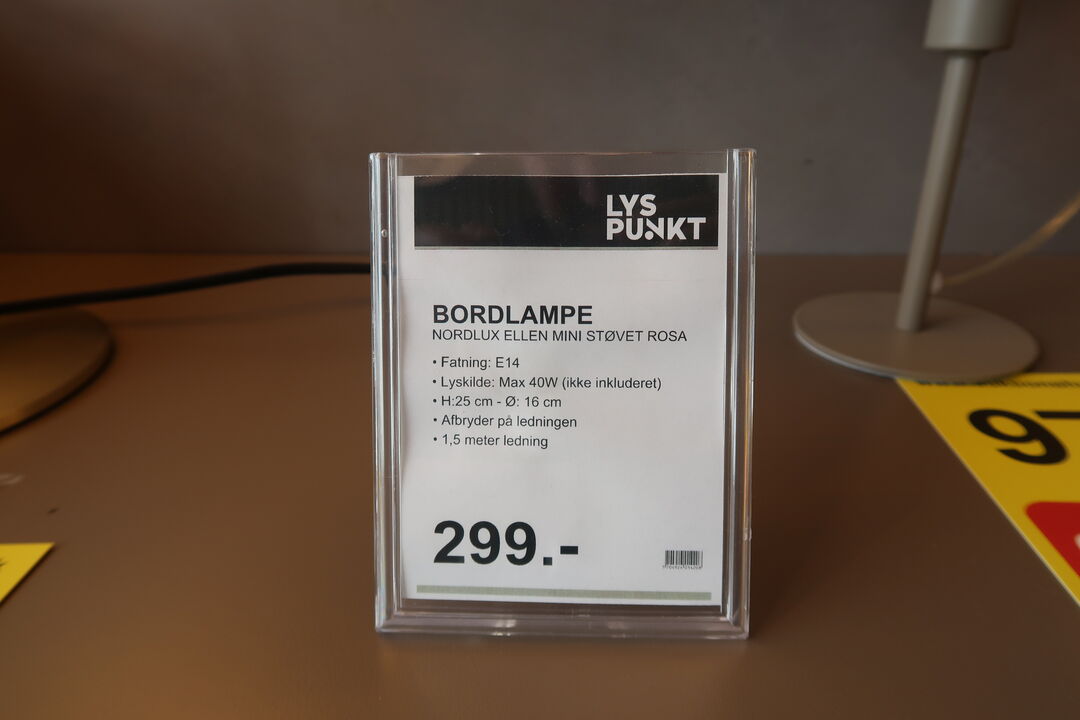 LYS
PUNKT
BORDLAMPE
NORDLUX ELLEN MINI STØVET ROSA
• Fatning: E14
• Lyskilde: Max 40W (ikke inkluderet)
• H:25 cm - Ø: 16 cm
• Afbryder på ledningen
• 1,5 meter ledning
299.-